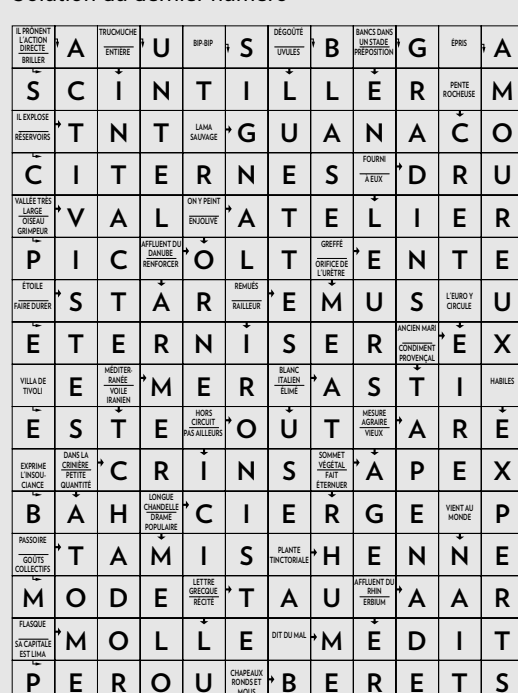 Solution du dernier numéro
IL PRÔNENT
L'ACTION
DIRECTE
BRILLER
A
TRUCMUCHE
ENTIÈRE
U
BIP-BIP
S
DÉGOÛTÉ
UVULES
B
BANCS DANS
UN STADE
PRÉPOSITION
G
ÉPRIS
A
S C I N T I L L E R
PENTE
ROCHEUSE
M
IL EXPLOSE
RÉSERVOIRS
T N T
LAMA
SAUVAGE
G U A N A C O
C I T E R N E S
FOURNI
A EUX
D R U
VALLÉE TRÈS
LARGE
OISEAU
GRIMPEUR
V A L
ON Y PEINT
ENJOLIVE
A T E L I E R
P I C
AFFLUENT DU
DANUBE
RENFORCER
O L T
GREFFÉ
ORIFICE DE
L'URÈTRE
E N T E
ÉTOILE
FAIRE DURER
S T A R
REMUÉS
RAILLEUR
E M U S
L'EURO Y
CIRCULE
U
E T E R N I S E R
ANCIEN MARI
CONDIMENT
PROVENÇAL
E X
VILLA DE
TIVOLI
E
MÉDITER-
RANÉE
VOILE
IRANIEN
M E R
BLANC
ITALIEN
ÉLIMÉ
A S T I
HABILES
E S T E
HORS
CIRCUIT
PAS AILLEURS
O U T
MESURE
AGRAIRE
VIEUX
A R E
EXPRIME
L'INSOU-
CIANCE
DANS LA
CRINIÈRE
PETITE
QUANTITÉ
C R I N S
SOMMET
VÉGÉTAL
FAIT
ÉTERNUER
A P E X
B A H
LONGUE
CHANDELLE
DRAME
POPULAIRE
C I E R G E
VIENT AU
MONDE
P
PASSOIRE
GOÛTS
COLLECTIFS
T A M I S
PLANTE
TINCTORIALE
H E N N E
M O D E
LETTRE
GRECQUE
RÉCITÉ
T A U
AFFLUENT DU
RHIN
ERBIUM
A A R
FLASQUE
SA CAPITALE
EST LIMA
M O L L E
DIT DU MAL
M E D I T
P E R O U
CHAPEAUX
RONDS ET
MOUS
B E R E T S